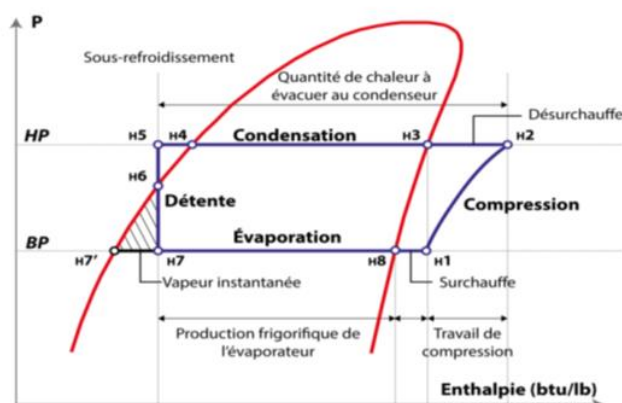 P
Sous-refroidissement
Quantité de chaleur à
évacuer au condenseur
Désurchauffe
HP
H5
H4
Condensation
H3
H2
H6
Détente
Compression
Évaporation
BP
H7'
H7
H8
H1
Vapeur instantanée
Surchauffe
Production frigorifique de
l'évaporateur
Travail de
compression
Enthalpie (btu/lb)